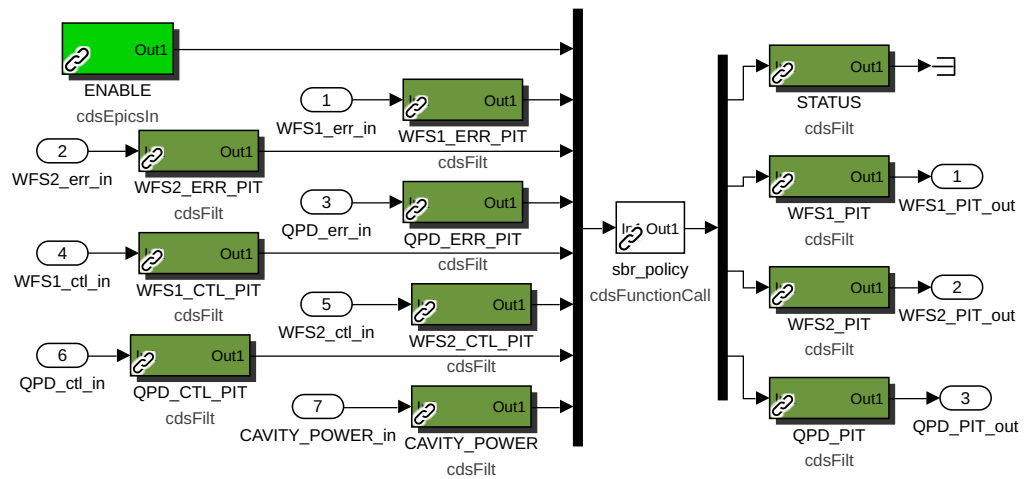 Out1
ENABLE
cdsEpicsIn
1
WFS1_err_in
Out1
WFS1_ERR_PIT
cdsFilt
2
WFS2_err_in
Out1
WFS2_ERR_PIT
cdsFilt
3
QPD_err_in
Out1
QPD_ERR_PIT
cdsFilt
4
WFS1_ctl_in
Out1
WFS1_CTL_PIT
cdsFilt
5
WFS2_ctl_in
Out1
WFS2_CTL_PIT
cdsFilt
6
QPD_ctl_in
Out1
QPD_CTL_PIT
cdsFilt
7
CAVITY_POWER_in
Out1
CAVITY_POWER
cdsFilt
Out1
sbr_policy
cdsFunctionCall
Out1
STATUS
cdsFilt
Out1
WFS1_PIT
cdsFilt
1
WFS1_PIT_out
Out1
WFS2_PIT
cdsFilt
2
WFS2_PIT_out
Out1
QPD_PIT
cdsFilt
3
QPD_PIT_out